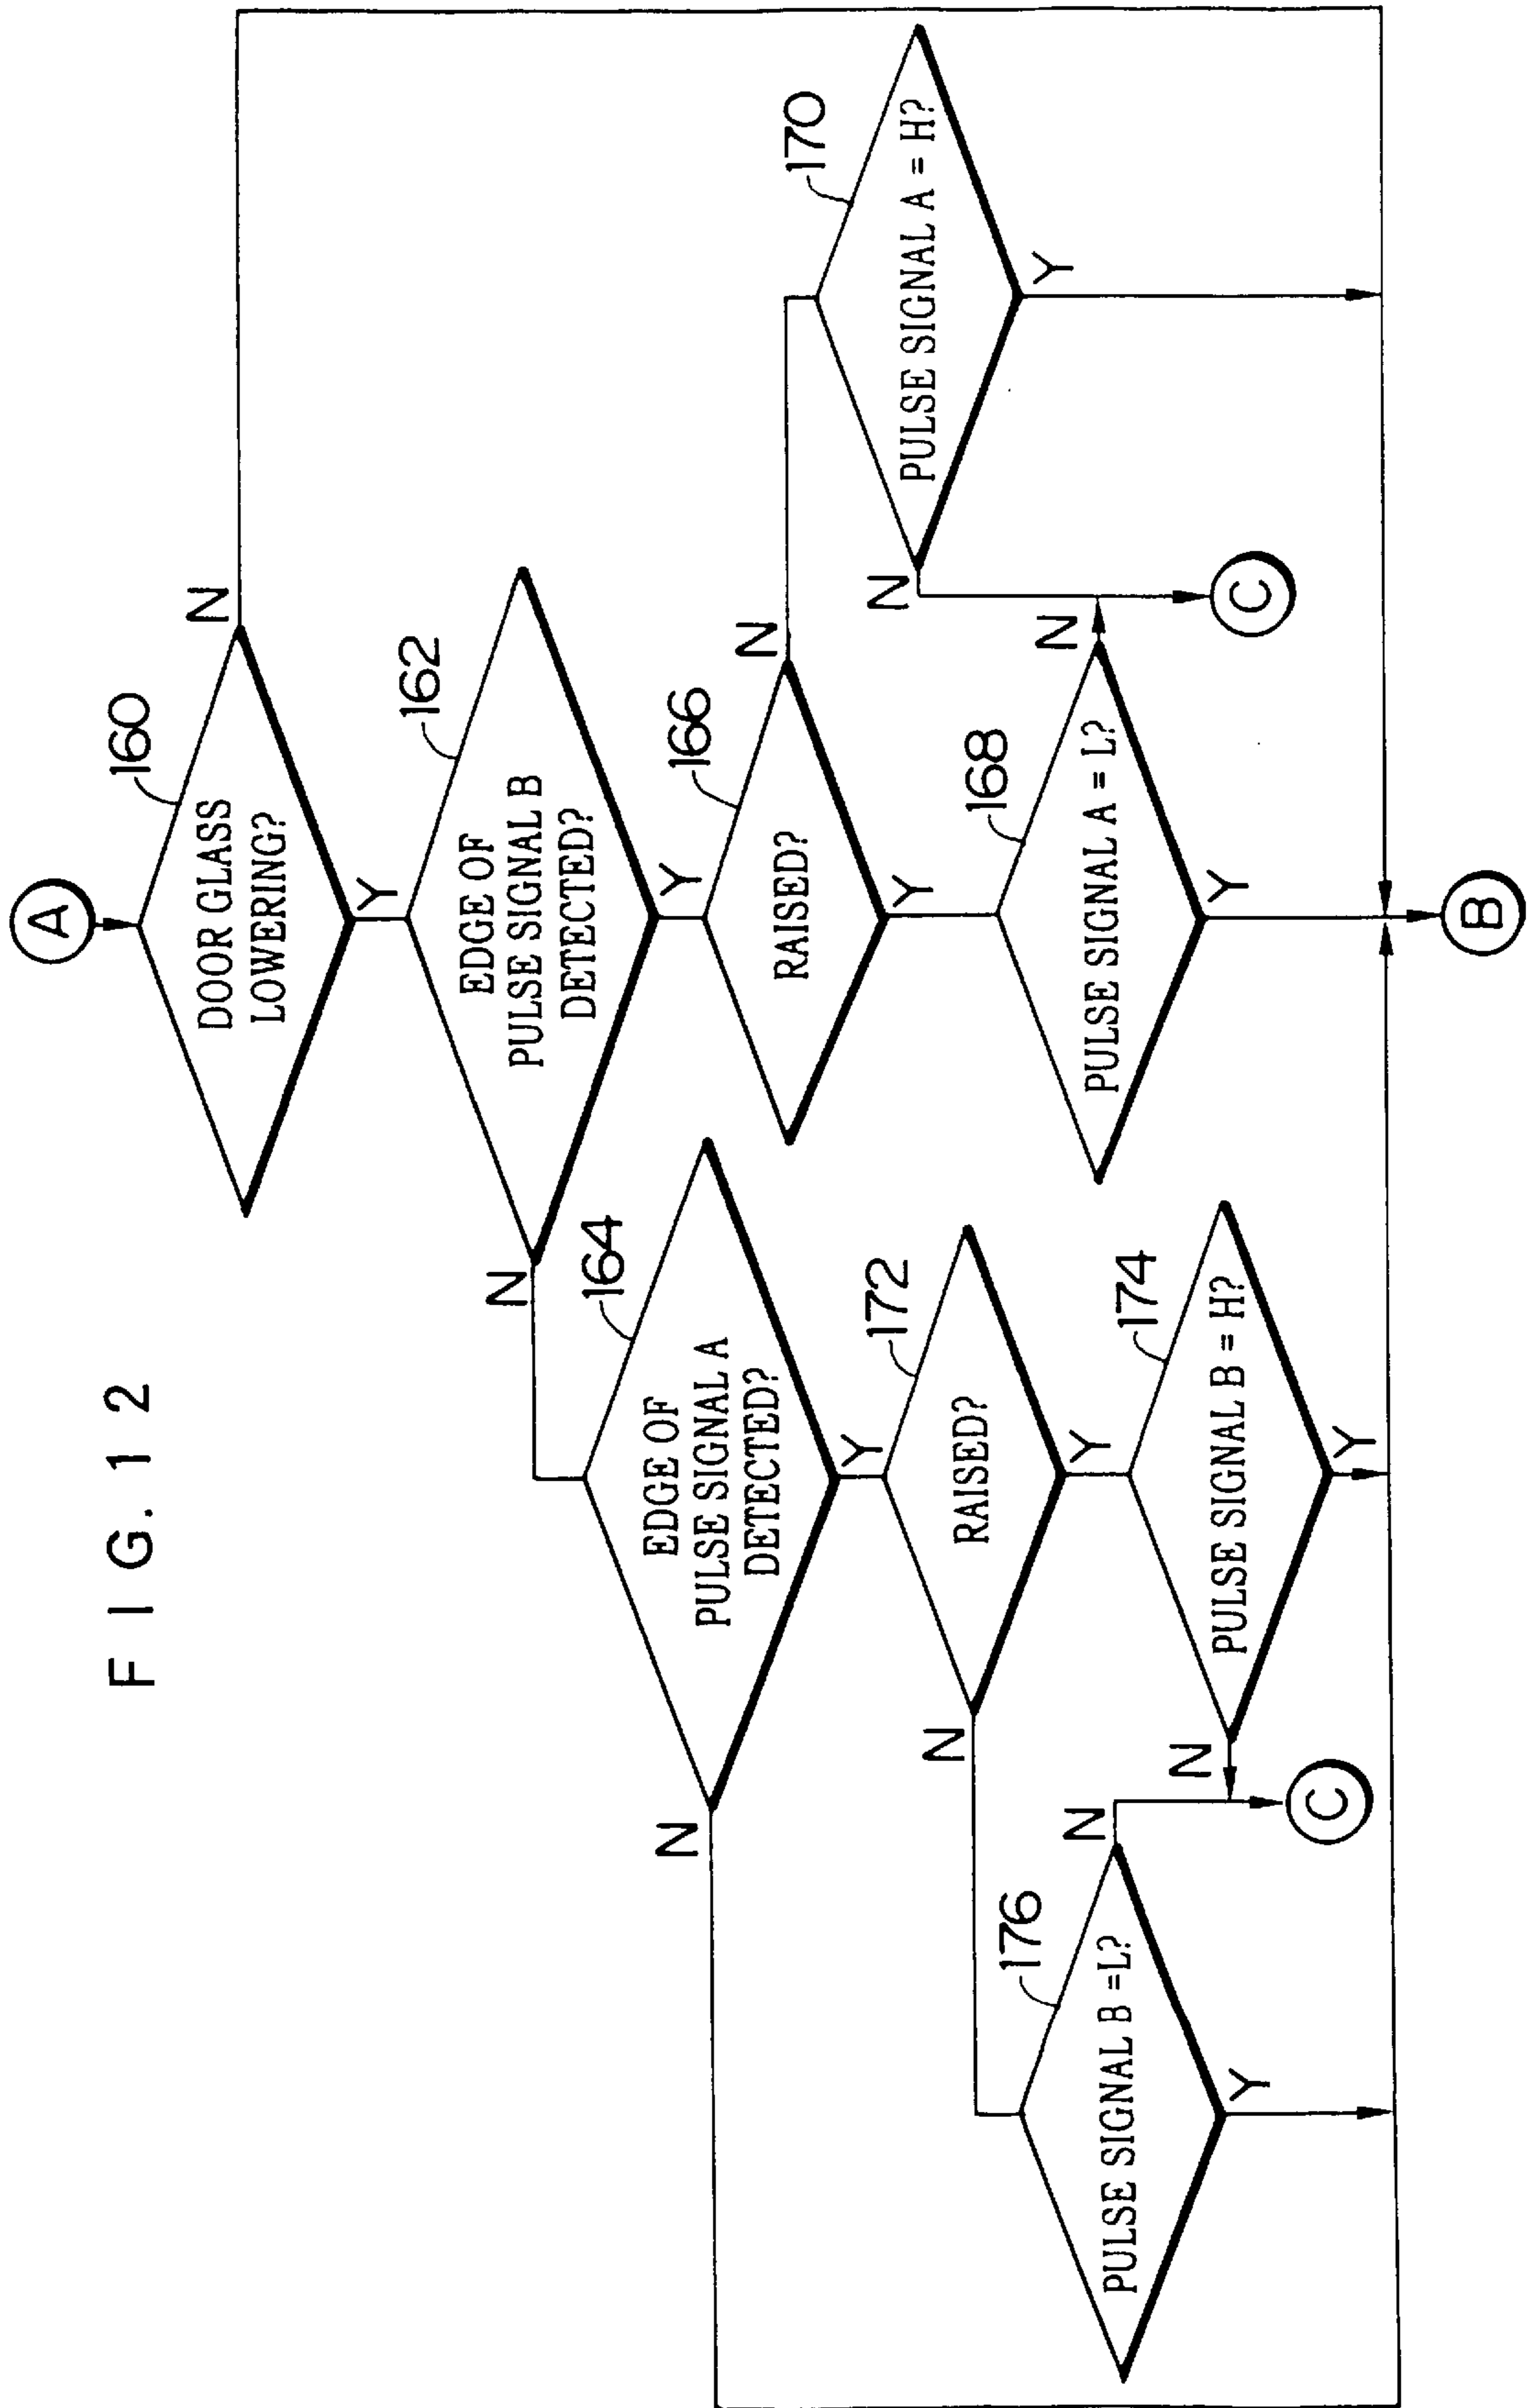 F I G. 1 2
A
160
DOOR GLASS
LOWERING?
N
Y
162
EDGE OF
PULSE SIGNAL B
DETECTED?
N
Y
164
EDGE OF
PULSE SIGNAL A
DETECTED?
N
Y
166
RAISED?
N
Y
170
PULSE SIGNAL A = H?
N
Y
172
RAISED?
N
Y
168
PULSE SIGNAL A = L?
N
Y
C
176
PULSE SIGNAL B =L?
N
Y
174
PULSE SIGNAL B = H?
N
Y
C
B